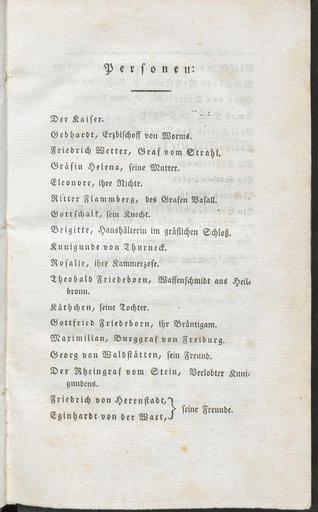 Personen:
Der Kaiser.
Gebhardt, Erzbischoff von Worms.
Friedrich Wetter, Graf vom Strahl.
Gräfin Helena, seine Mutter.
Eleonore, ihre Nichte.
Ritter Flammberg, des Grafen Vasall.
Gottschalk, sein Knecht.
Brigitte, Haushälterin im gräflichen Schloß.
Kunigunde von Thurneck.
Rosalie, ihre Kammerzofe.
Theobald Friedeborn, Waffenschmidt aus Heil-
bronn.
Käthchen, seine Tochter.
Gottfried Friedeborn, ihr Bräutigam.
Maximilian, Burggraf von Freiburg.
Georg von Waldstätten, sein Freund.
Der Rheingraf vom Stein, Verlobter Kuni-
gundens.
Friedrich von Herrnstadt,
Eginhardt von der Wart,
seine Freunde.